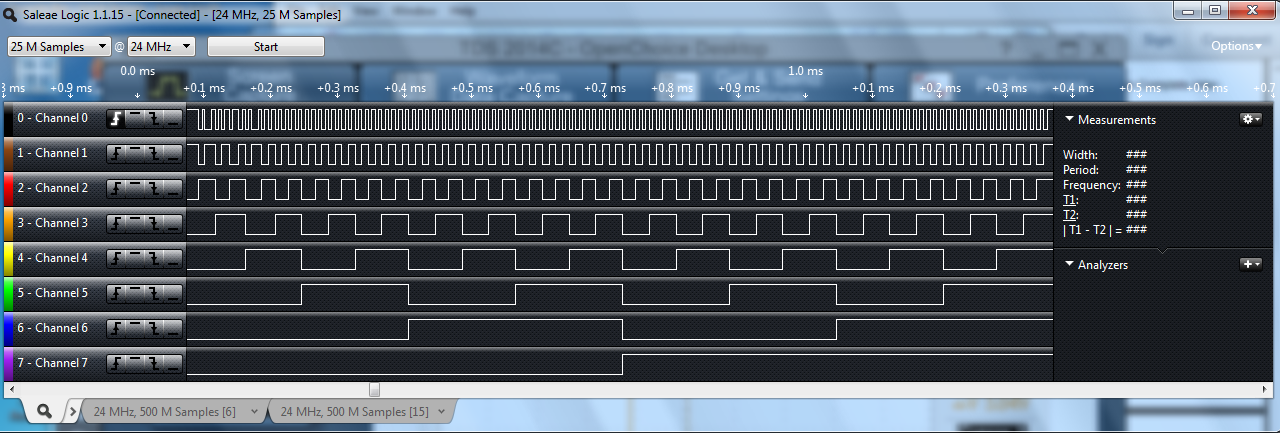 Saleae Logic 1.1.15 - [Connected] - [24 MHz, 25 M Samples]
25 M Samples @ 24 MHz Start Options
0.0 ms 1.0 ms
3 ms +0.9 ms +0.1 ms +0.2 ms +0.3 ms +0.4 ms +0.5 ms +0.6 ms +0.7 ms +0.8 ms +0.9 ms +0.1 ms +0.2 ms +0.3 ms +0.4 ms +0.5 ms +0.6 ms +0.7
0 - Channel 0
1 - Channel 1
2 - Channel 2
3 - Channel 3
4 - Channel 4
5 - Channel 5
6 - Channel 6
7 - Channel 7
Measurements
Width: ###
Period: ###
Frequency: ###
T1: ###
T2: ###
| T1 - T2 | = ###
Analyzers
24 MHz, 500 M Samples [6] 24 MHz, 500 M Samples [15]